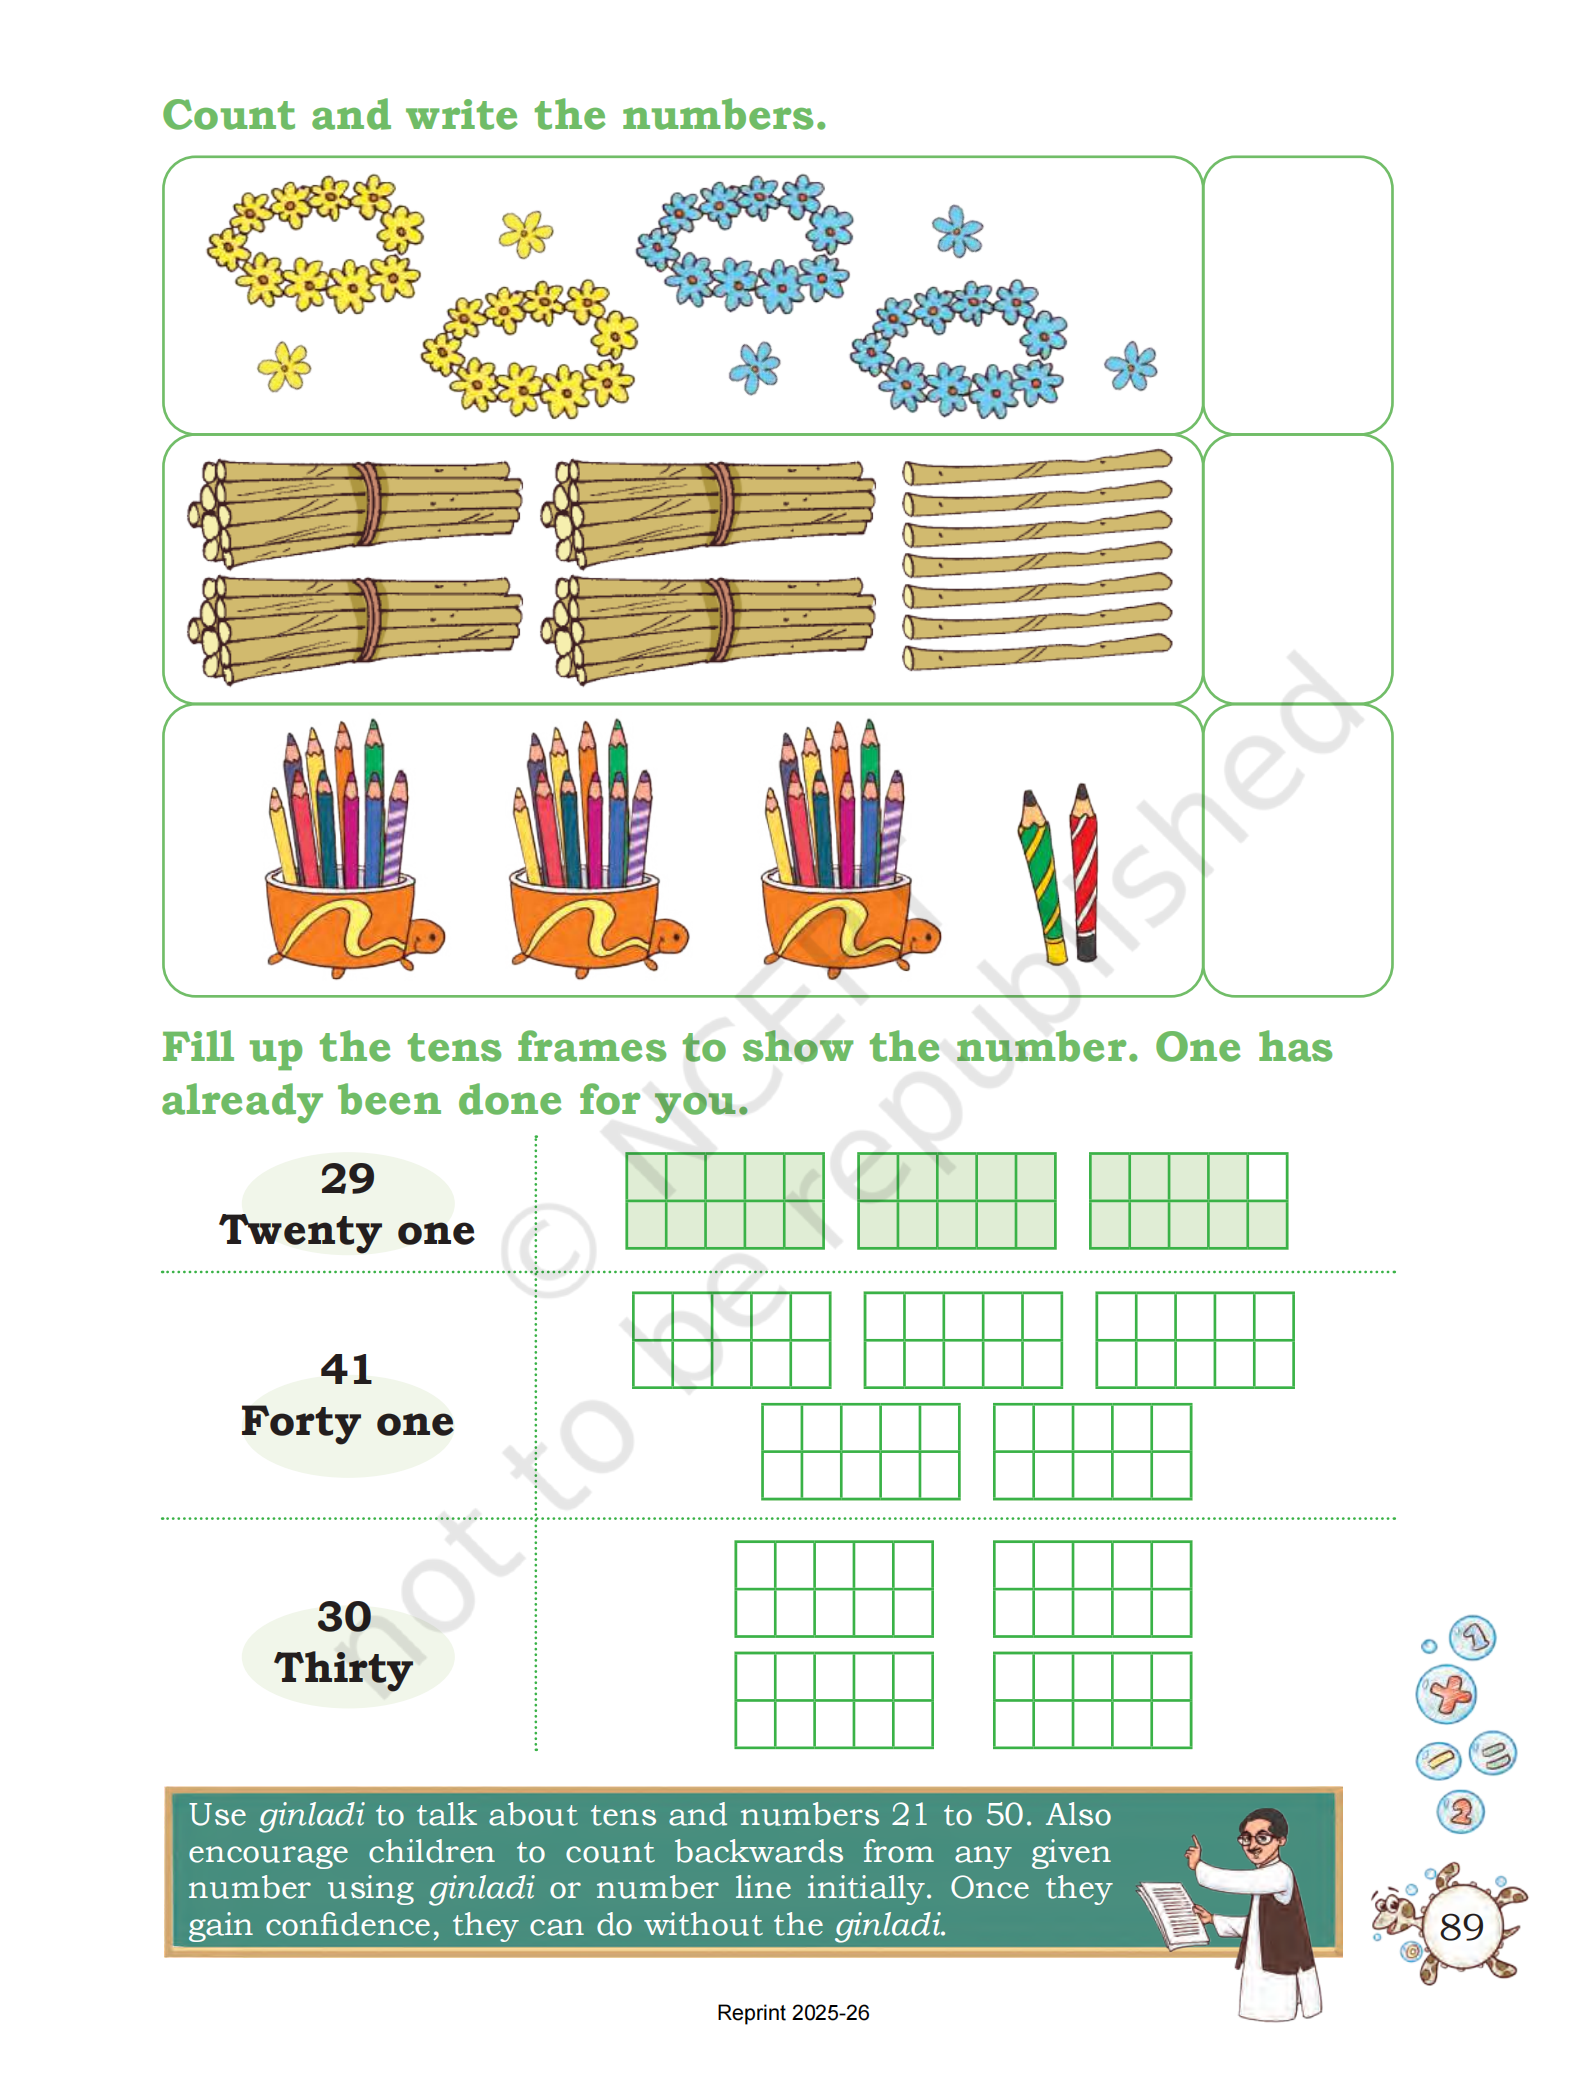 Count and write the numbers.
Fill up the tens frames to show the number. One has
already been done for you.
29
Twenty one
41
Forty one
30
Thirty
Use ginladi to talk about tens and numbers 21 to 50. Also
encourage children to count backwards from any given
number using ginladi or number line initially. Once they
gain confidence, they can do without the ginladi.
1
2
89
Reprint 2025-26
© NCERT
not to be republished